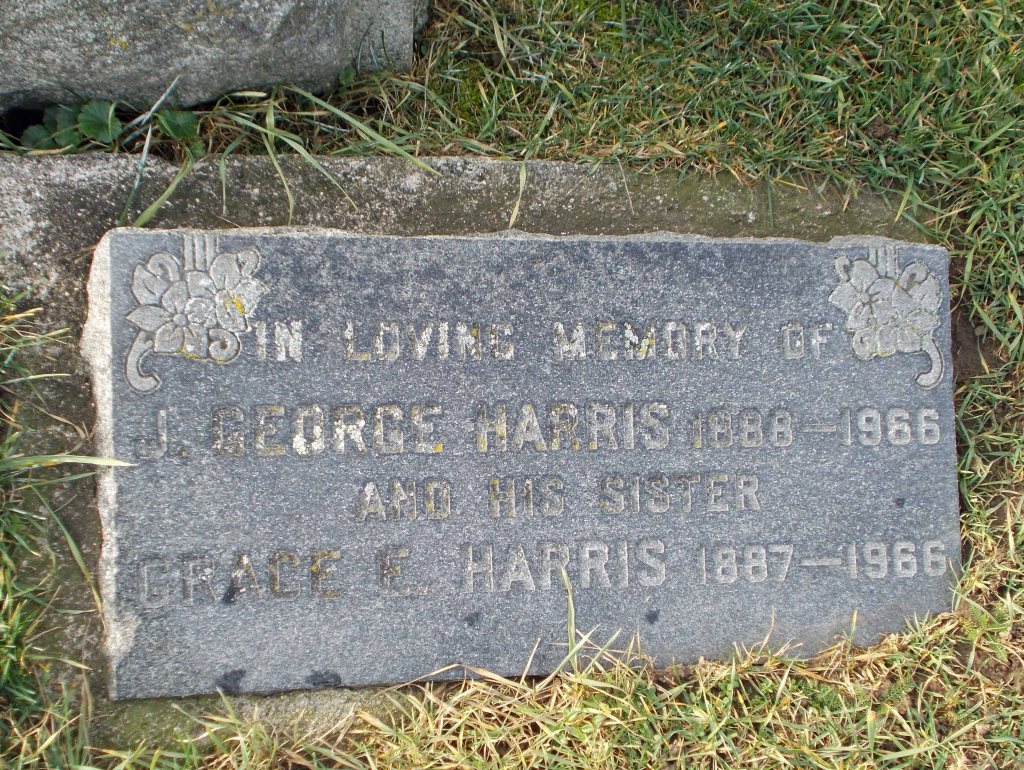 IN LOVING MEMORY OF
J. GEORGE HARRIS 1888-1966
AND HIS SISTER
GRACE E. HARRIS 1887-1966